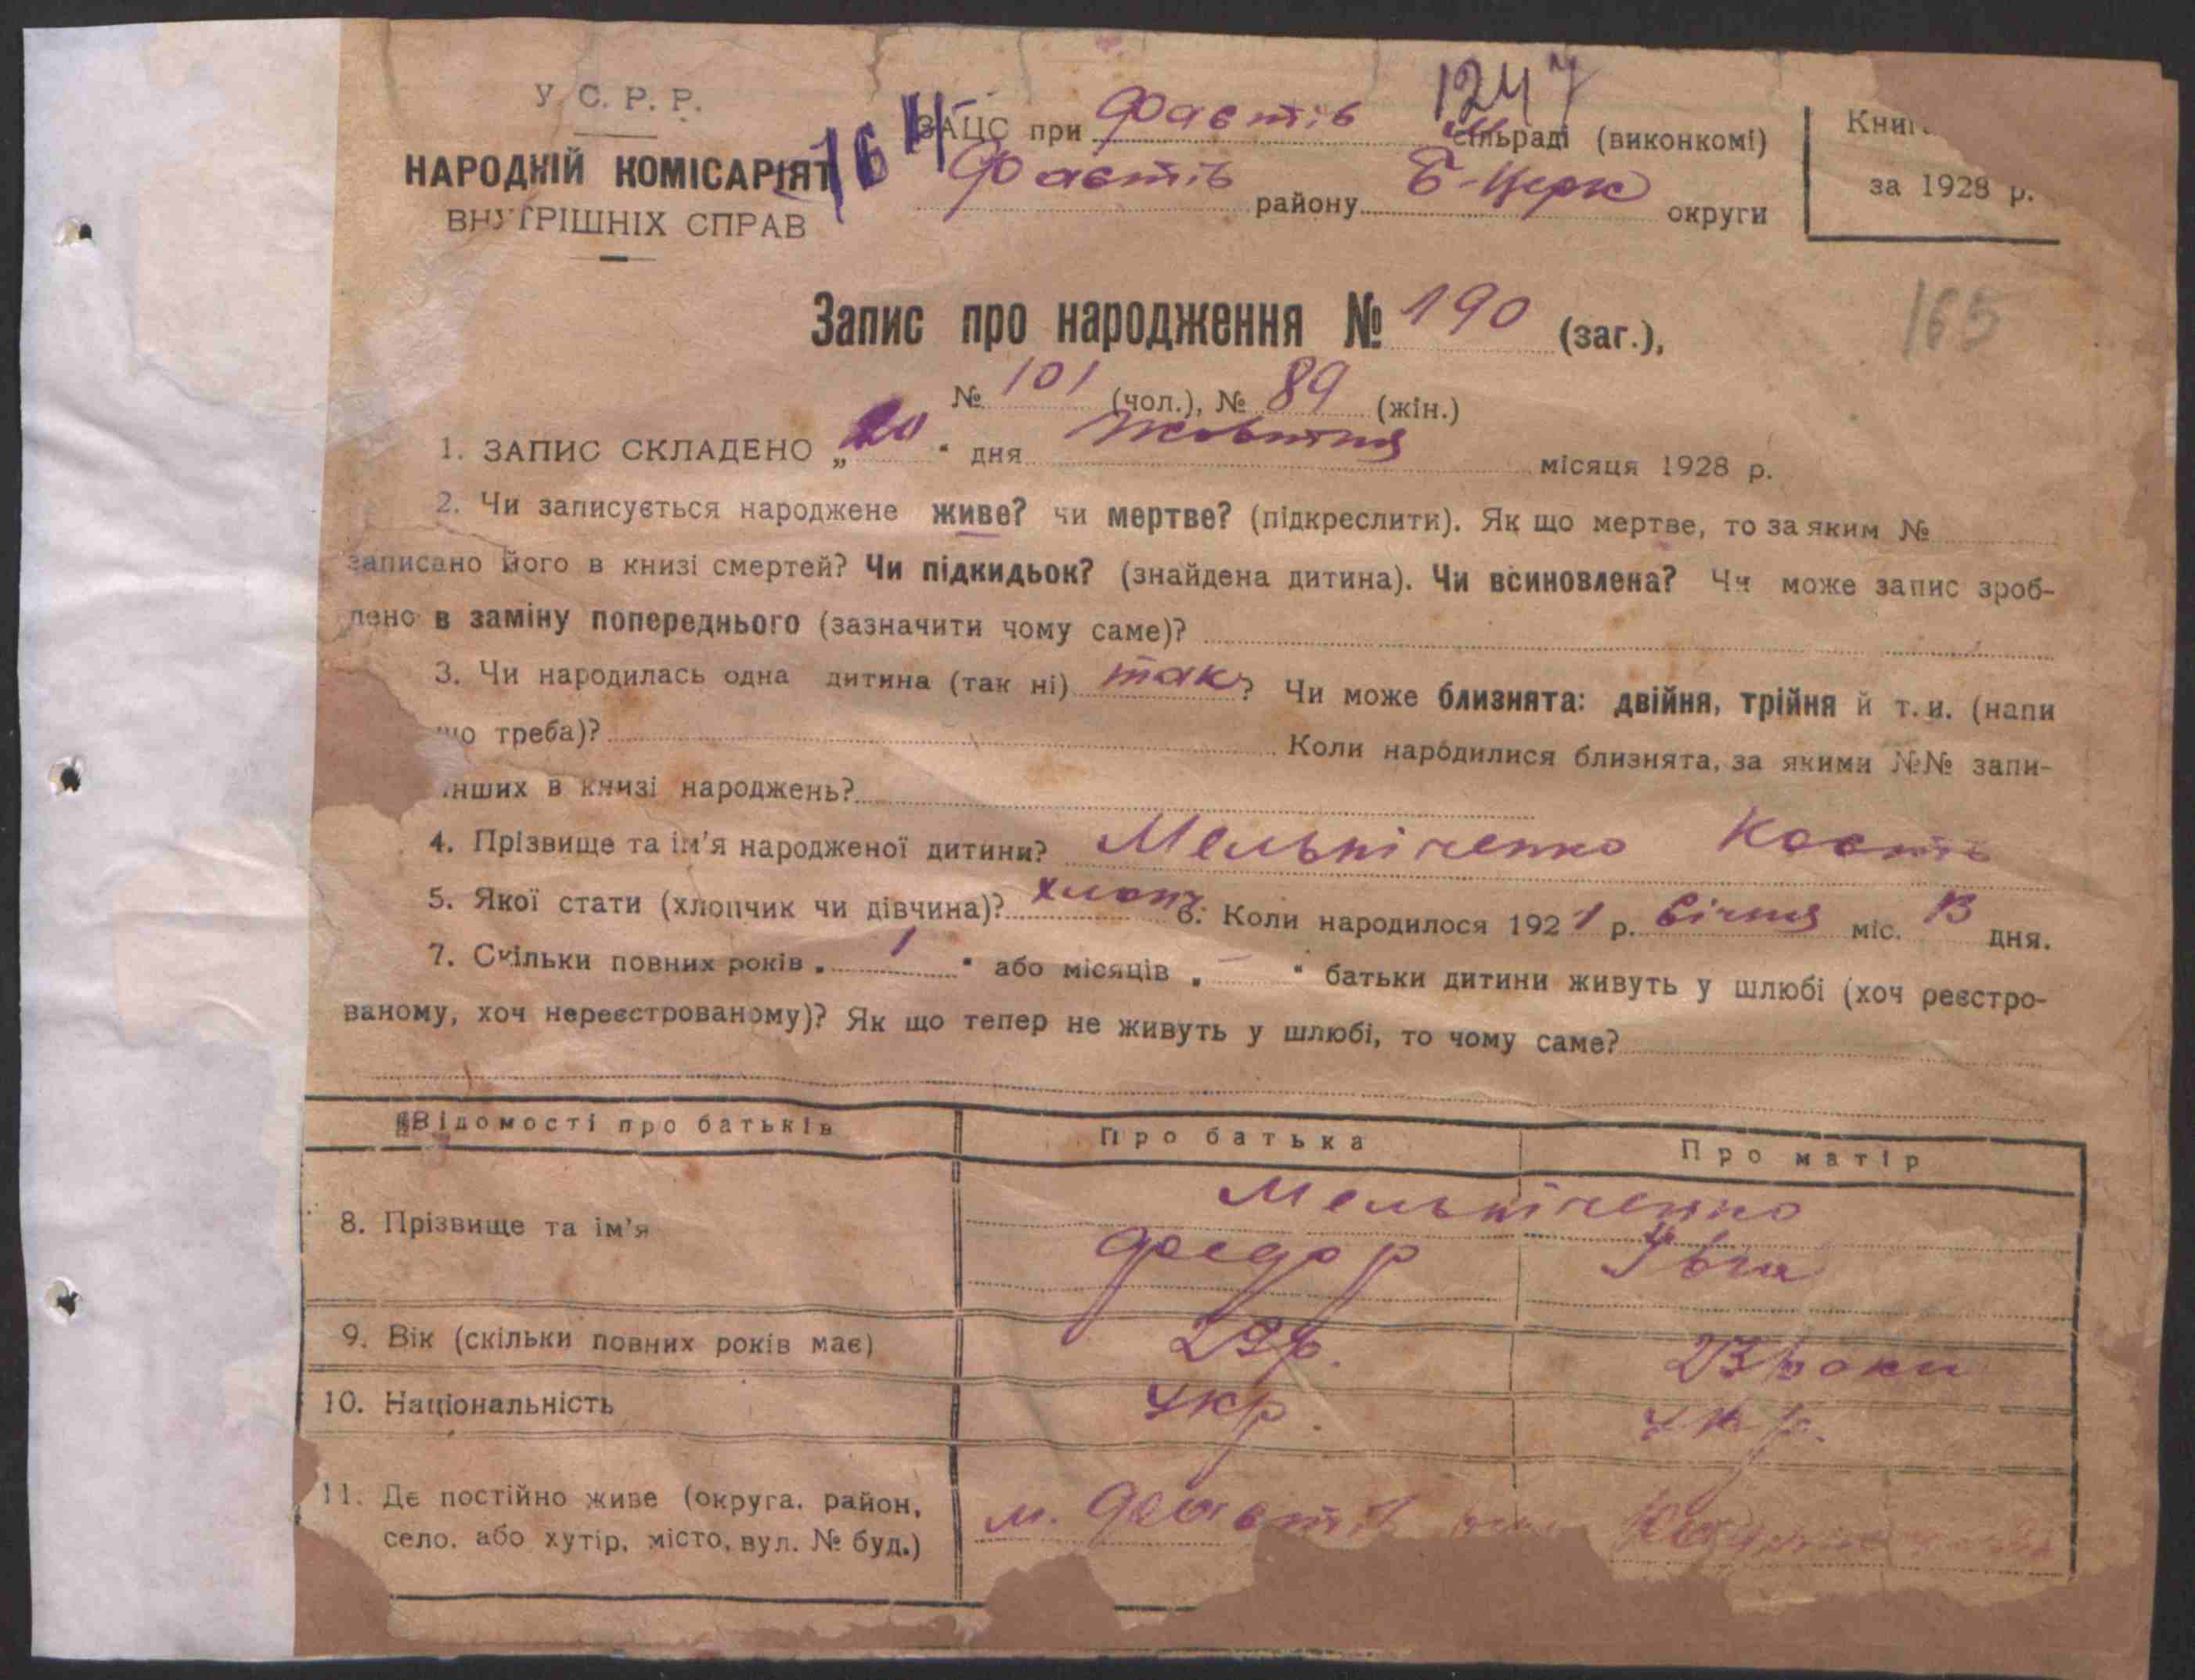 У. С. Р. Р.
НАРОДНІЙ КОМІСАРІЯТ
ВНУТРІШНІХ СПРАВ
164
1247
ЗАЦС при Фастів сільраді (виконкомі)
Фастів району Б-Церк округи
Книг
за 1928 р.
165
Запис про народження № 190 (заг.),
№ 101 (чол.), № 89 (жін.)
1. ЗАПИС СКЛАДЕНО „20“ дня Жовтня місяця 1928 р.
2. Чи записується народжене живе? чи мертве? (підкреслити). Як що мертве, то за яким №
записано його в книзі смертей? Чи підкидьок? (знайдена дитина). Чи всиновлена? Чи може запис зроб-
лено в заміну попереднього (зазначити чому саме)?
3. Чи народилась одна дитина (так ні) так? Чи може близнята: двійня, трійня й т. и. (напи
що треба)? Коли народилися близнята, за якими №№ запи-
інших в книзі народжень?
4. Прізвище та ім'я народженої дитини? Мельніченко Кость
5. Якої стати (хлопчик чи дівчина)? хлопч 6. Коли народилося 1921 р. Січня міс. 13 дня.
7. Скільки повних років „1“ або місяців „-“ батьки дитини живуть у шлюбі (хоч реєстро-
ваному, хоч нереєстрованому)? Як що тепер не живуть у шлюбі, то чому саме?
Відомості про батьків Про батька Про матір
8. Прізвище та ім'я Мельніченко
Федор Івга
9. Вік (скільки повних років має) 29 р. 23 роки
10. Національність Укр. Укр.
11. Де постійно живе (округа, район,
село, або хутір, місто, вул. № буд.) м. Фастів